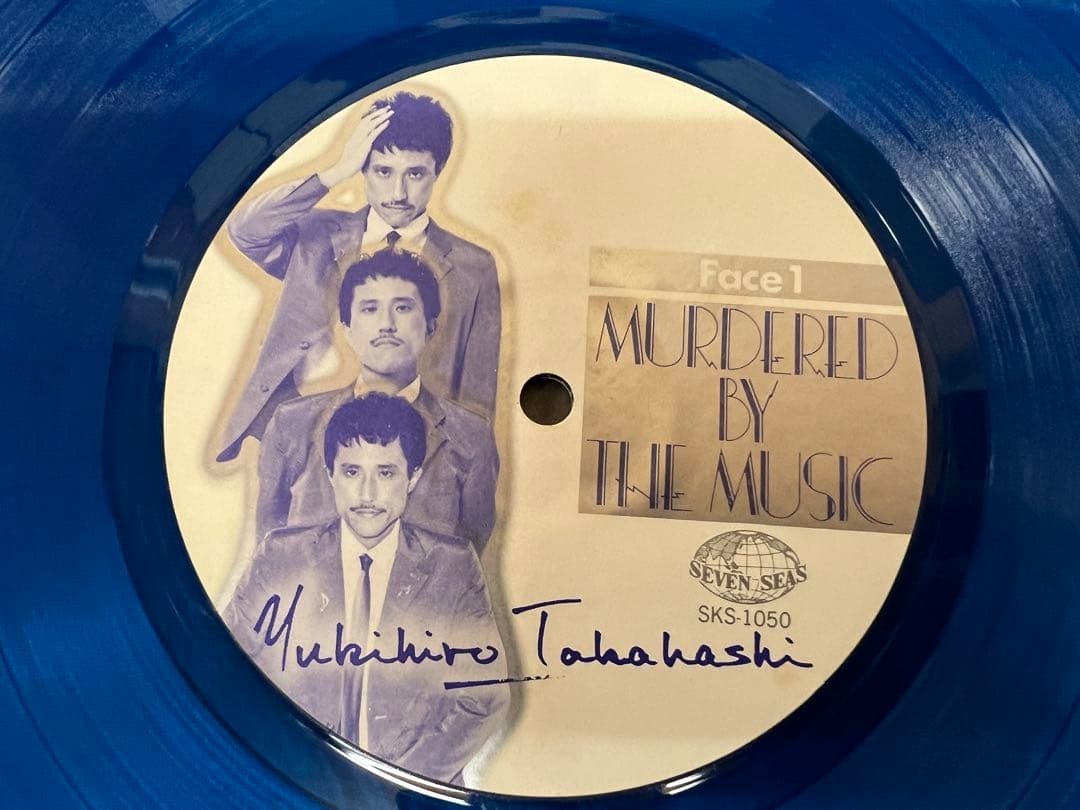 Face 1
MURDERED
BY
THE MUSIC
SEVEN SEAS
SKS-1050
Yukihiro Takahashi